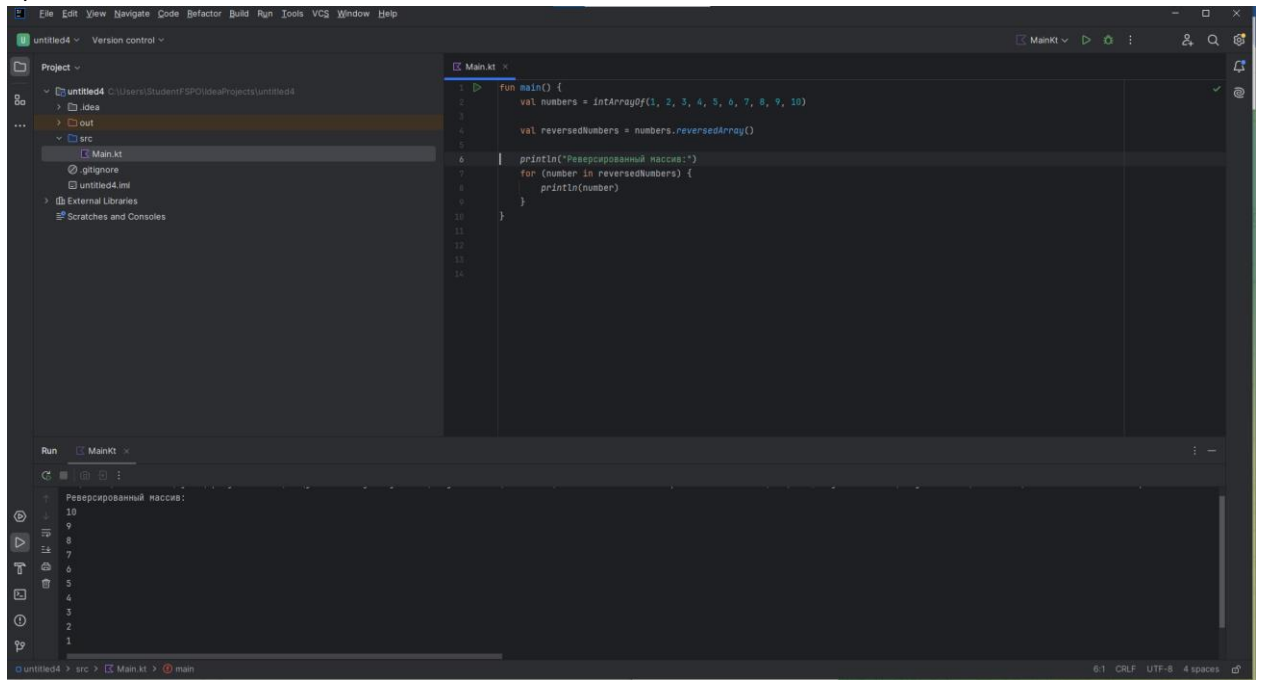 File Edit View Navigate Code Refactor Build Run Tools VCS Window Help
U untitled4 Version control MainKt
Project
Main.kt
untitled4 C:\Users\StudentFSPO\IdeaProjects\untitled4
.idea
out
src
Main.kt
.gitignore
untitled4.iml
External Libraries
Scratches and Consoles
1 fun main() {
2 val numbers = intArrayOf(1, 2, 3, 4, 5, 6, 7, 8, 9, 10)
3
4 val reversedNumbers = numbers.reversedArray()
5
6 println("Реверсированный массив:")
7 for (number in reversedNumbers) {
8 println(number)
9 }
10 }
11
12
13
14
Run MainKt
Реверсированный массив:
10
9
8
7
6
5
4
3
2
1
untitled4 > src > Main.kt > main 6:1 CRLF UTF-8 4 spaces